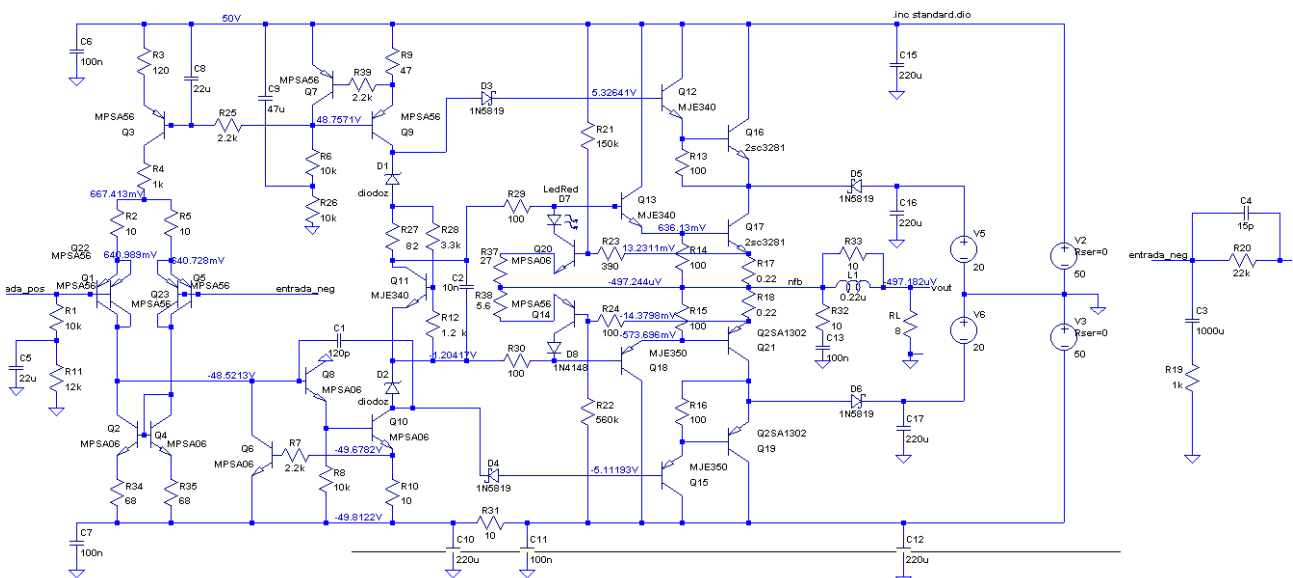 50V
.inc standard.dio
C6
100n
R3
120
C8
22u
C9
47u
MPSA56
Q7
R39
2.2k
R9
47
MPSA56
Q3
R25
2.2k
48.7571V
MPSA56
Q9
D3
1N5819
5.32641V
Q12
MJE340
C15
220u
R21
150k
Q16
2sc3281
R4
1k
R6
10k
R26
10k
D1
diodoz
R13
100
667.413mV
R2
10
R5
10
R27
82
R28
3.3k
R29
100
LedRed
D7
Q13
MJE340
D5
1N5819
C16
220u
C4
15p
R20
22k
entrada_neg
Q22
MPSA56
640.989mV
640.728mV
Q1
MPSA56
Q23
MPSA56
Q5
MPSA56
ada_pos
entrada_neg
Q11
MJE340
C2
10n
R37
27
Q20
MPSA06
R23
390
13.2311mV
636.13mV
Q17
2sc3281
R14
100
R17
0.22
R33
10
L1
0.22u
V5
20
V2
Rser=0
50
-497.244uV
nfb
-497.182uV
vout
R1
10k
C5
22u
R11
12k
R12
1.2 k
R38
5.6
MPSA56
Q14
R24
100
-14.3798mV
R15
100
R18
0.22
R32
10
C13
100n
RL
8
V6
20
V3
Rser=0
50
C3
1000u
R19
1k
C1
120p
-1.20417V
R30
100
D8
1N4148
-573.696mV
MJE350
Q18
Q2SA1302
Q21
-48.5213V
Q8
MPSA06
D2
diodoz
Q10
MPSA06
R22
560k
R16
100
D6
1N5819
C17
220u
Q2
MPSA06
Q4
MPSA06
Q6
MPSA06
R7
2.2k
-49.6782V
R8
10k
R10
10
D4
1N5819
-5.11193V
MJE350
Q15
Q2SA1302
Q19
R34
68
R35
68
-49.8122V
R31
10
C7
100n
C10
220u
C11
100n
C12
220u